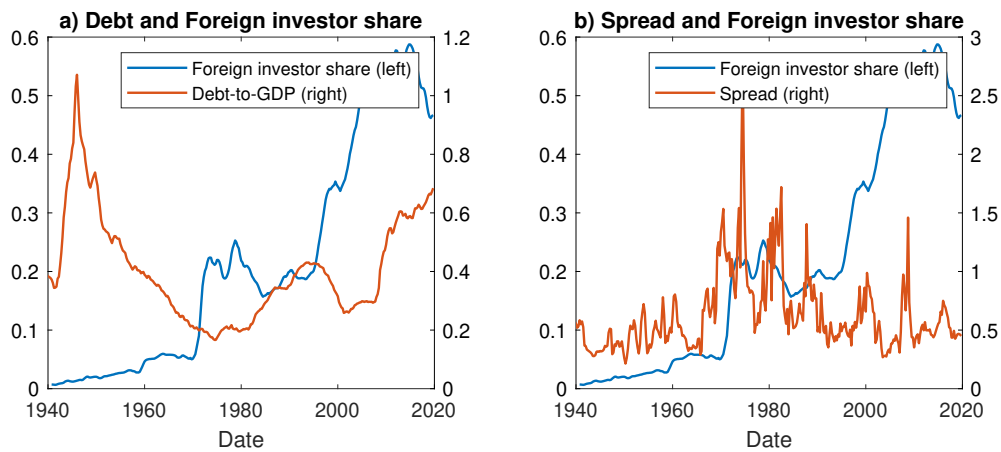 a) Debt and Foreign investor share
0.6
0.5
0.4
0.3
0.2
0.1
0
1.2
1
0.8
0.6
0.4
0.2
0
Foreign investor share (left)
Debt-to-GDP (right)
1940 1960 1980 2000 2020
Date
b) Spread and Foreign investor share
0.6
0.5
0.4
0.3
0.2
0.1
0
3
2.5
2
1.5
1
0.5
0
Foreign investor share (left)
Spread (right)
1940 1960 1980 2000 2020
Date